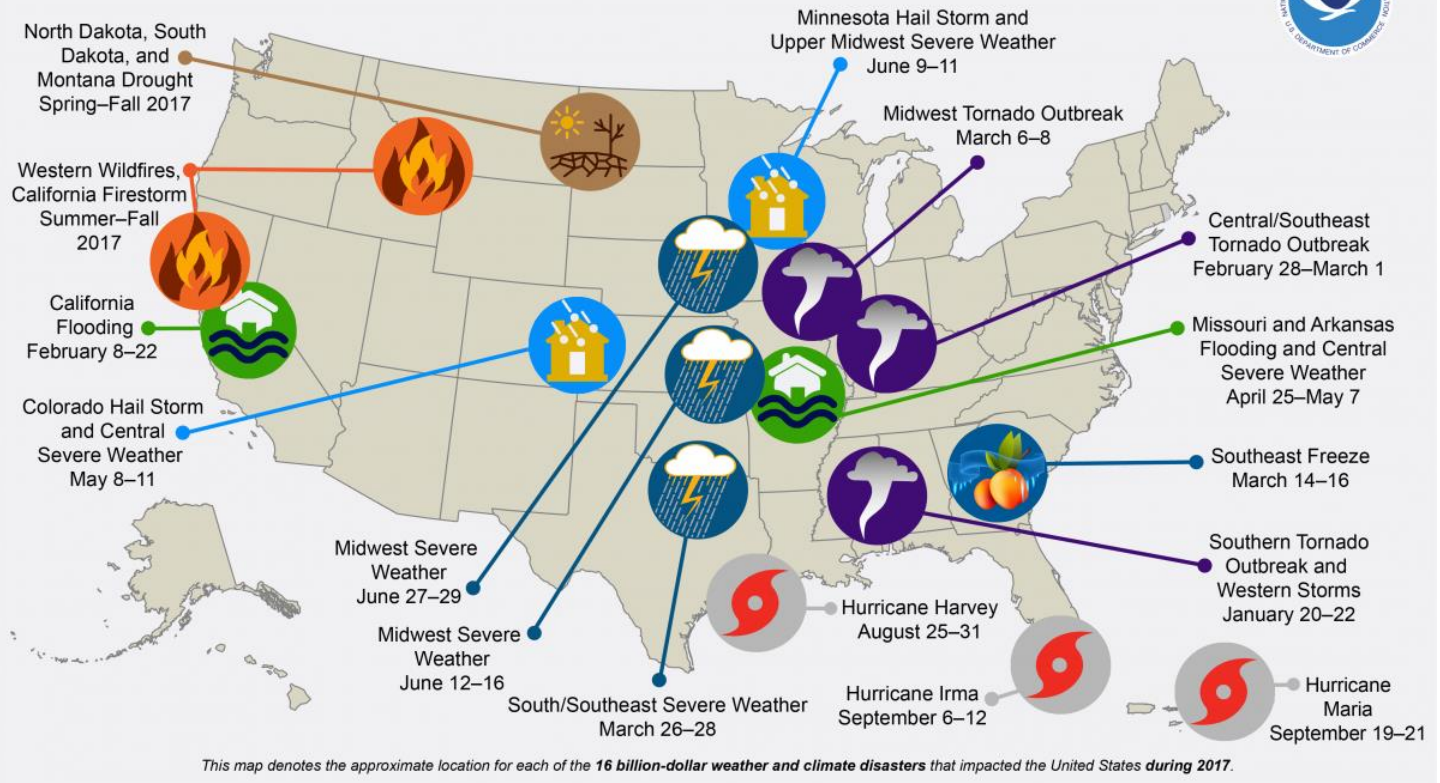 North Dakota, South
Dakota, and
Montana Drought
Spring–Fall 2017
Minnesota Hail Storm and
Upper Midwest Severe Weather
June 9–11
U.S. DEPARTMENT OF COMMERCE
Midwest Tornado Outbreak
March 6–8
Western Wildfires,
California Firestorm
Summer–Fall
2017
Central/Southeast
Tornado Outbreak
February 28–March 1
California
Flooding
February 8–22
Missouri and Arkansas
Flooding and Central
Severe Weather
April 25–May 7
Colorado Hail Storm
and Central
Severe Weather
May 8–11
Southeast Freeze
March 14–16
Midwest Severe
Weather
June 27–29
Southern Tornado
Outbreak and
Western Storms
January 20–22
Midwest Severe
Weather
June 12–16
Hurricane Harvey
August 25–31
South/Southeast Severe Weather
March 26–28
Hurricane Irma
September 6–12
Hurricane
Maria
September 19–21
This map denotes the approximate location for each of the 16 billion-dollar weather and climate disasters that impacted the United States during 2017.